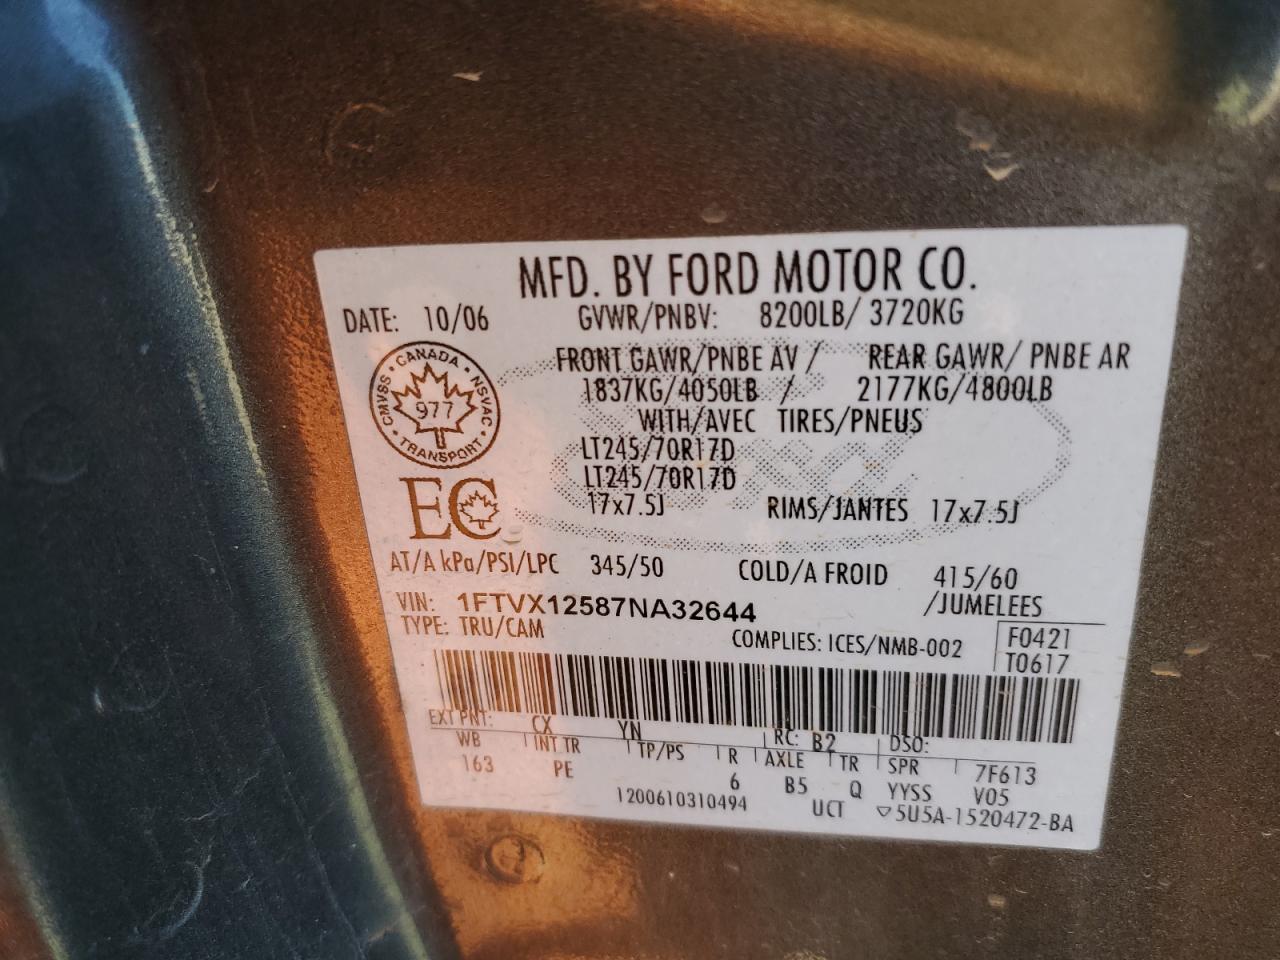 MFD. BY FORD MOTOR CO.
DATE: 10/06 GVWR/PNBV: 8200LB/ 3720KG
FRONT GAWR/PNBE AV / REAR GAWR/ PNBE AR
1837KG/4050LB / 2177KG/4800LB
WITH/AVEC TIRES/PNEUS
CANADA • NSVAC • TRANSPORT • CMVSS •
977
LT245/70R17D
LT245/70R17D
17x7.5J RIMS/JANTES 17x7.5J
EC
AT/A kPa/PSI/LPC 345/50 COLD/A FROID 415/60
VIN: 1FTVX12587NA32644 /JUMELEES
TYPE: TRU/CAM COMPLIES: ICES/NMB-002 F0421
T0617
EXT PNT: CX YN RC: B2 DSO:
WB INT TR TP/PS R AXLE TR SPR 7F613
163 PE 6 B5 Q YYSS V05
1200610310494 UCT ▽5U5A-1520472-BA